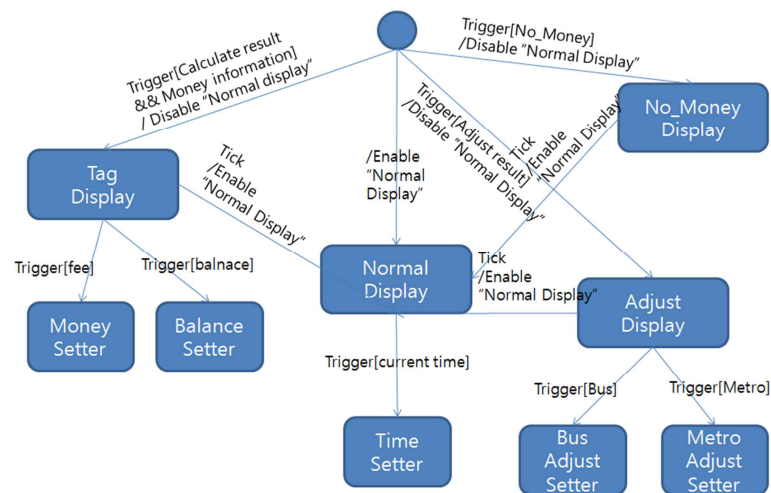 Trigger[No_Money]
/Disable “Normal Display”
Trigger[Calculate result
&& Money information]
/ Disable “Normal display”
Trigger[Adjust result]
/Disable “Normal Display”
Tick
/Enable
“Normal Display”
No_Money
Display
Tag
Display
Tick
/Enable
“Normal Display”
/Enable
“Normal
Display”
Normal
Display
Tick
/Enable
“Normal Display”
Adjust
Display
Trigger[fee]
Trigger[balnace]
Money
Setter
Balance
Setter
Trigger[current time]
Trigger[Bus]
Trigger[Metro]
Time
Setter
Bus
Adjust
Setter
Metro
Adjust
Setter